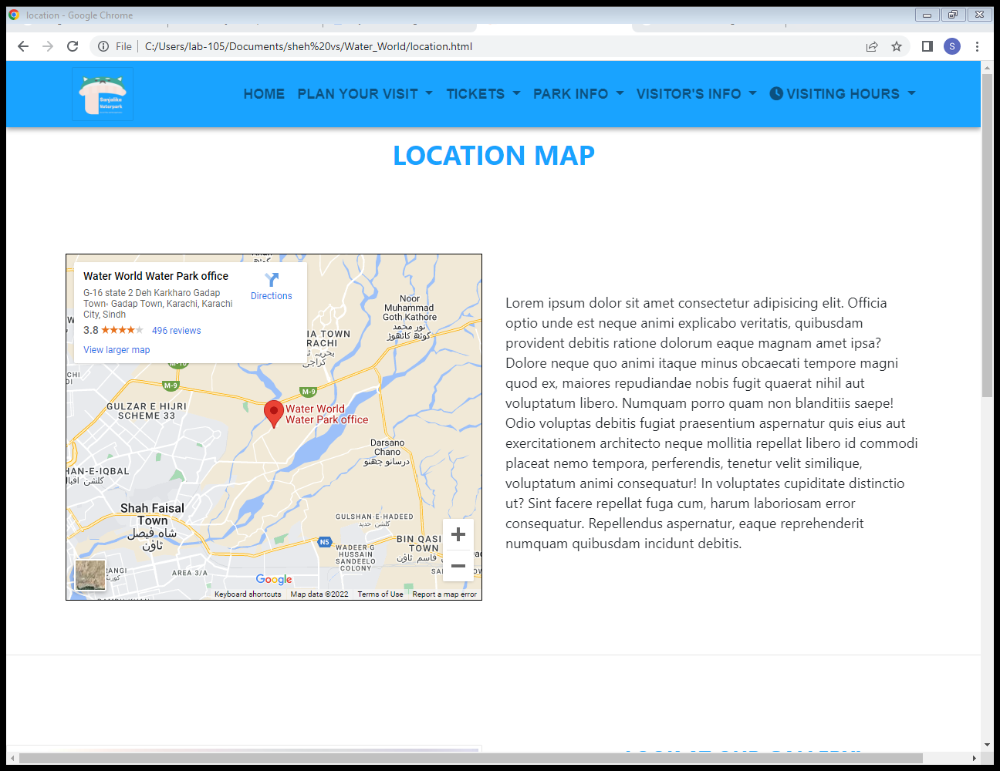 location - Google Chrome
File C:/Users/lab-105/Documents/sheh%20vs/Water_World/location.html
S
Sanjalika
Waterpark
HOME PLAN YOUR VISIT TICKETS PARK INFO VISITOR'S INFO VISITING HOURS
LOCATION MAP
Water World Water Park office
Directions
G-16 state 2 Deh Karkharo Gadap
Town، Gadap Town, Karachi, Karachi
City, Sindh
3.8 496 reviews
View larger map
Noor
Muhammad
Goth Kathore
نور محمد
گوٹھ کاٹھوڑ
IA TOWN
RACHI
بحریہ ٹاؤ
کراچی
M-9
M-9
GULZAR E HIJRI
SCHEME 33
Water World
Water Park office
Darsano
Chano
درسانو چھنو
HAN-E-IQBAL
گلشن اقبال
Shah Faisal
Town
شاہ فیصل
ٹاؤن
GULSHAN-E-HADEED
گلشن حدید
N5
WADEER G
HUSSAIN
SANDEELO
COLONY
BIN QASI
TOWN
AREA 3/A
Google
Keyboard shortcuts Map data ©2022 Terms of Use Report a map error
Lorem ipsum dolor sit amet consectetur adipisicing elit. Officia
optio unde est neque animi explicabo veritatis, quibusdam
provident debitis ratione dolorum eaque magnam amet ipsa?
Dolore neque quo animi itaque minus obcaecati tempore magni
quod ex, maiores repudiandae nobis fugit quaerat nihil aut
voluptatum libero. Numquam porro quam non blanditiis saepe!
Odio voluptas debitis fugiat praesentium aspernatur quis eius aut
exercitationem architecto neque mollitia repellat libero id commodi
placeat nemo tempora, perferendis, tenetur velit similique,
voluptatum animi consequatur! In voluptates cupiditate distinctio
ut? Sint facere repellat fuga cum, harum laboriosam error
consequatur. Repellendus aspernatur, eaque reprehenderit
numquam quibusdam incidunt debitis.
LOOK AT OUR GALLERY!